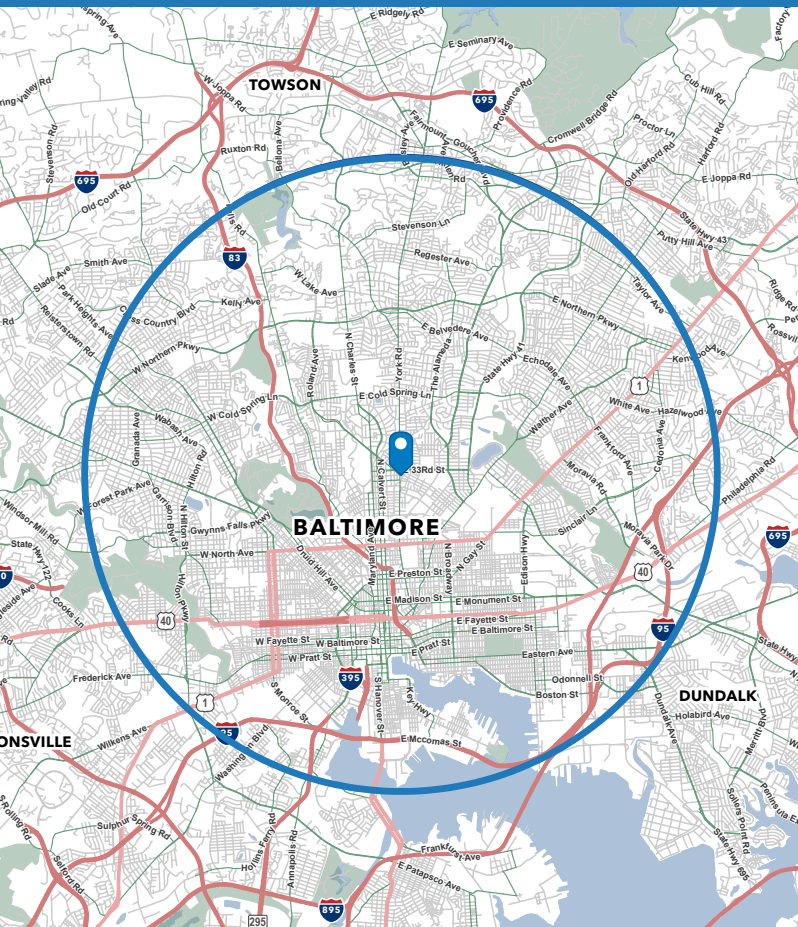 E Ridgely Rd
E Seminary Ave
TOWSON
W Joppa Rd
695
Providence Rd
Cub Hill Rd
Stevenson Rd
Bellona Ave
Ruxton Rd
Cromwell Bridge Rd
Proctor Ln
Harford Rd
Old Harford Rd
695
Old Court Rd
E Joppa Rd
Stevenson Ln
State Hwy 43
Putty Hill Ave
83
Regester Ave
Smith Ave
Slade Ave
W Lake Ave
Taylor Ave
Park Heights Ave
Kelly Ave
E Northern Pkwy
Reisterstown Rd
E Belvedere Ave
N Charles St
York Rd
The Alameda
State Hwy 41
W Northern Pkwy
Roland Ave
Echodale Ave
Kenwood Ave
1
E Cold Spring Ln
W Cold Spring Ln
Walther Ave
White Ave
Hazelwood Ave
Granada Ave
Wabash Ave
Frankford Ave
Cedonia Ave
Hilton Rd
N Calvert St
E 33Rd St
Moravia Rd
Philadelphia Rd
W Forest Park Ave
Garrison Blvd
N Hilton St
Windsor Mill Rd
Gwynns Falls Pkwy
BALTIMORE
Sinclair Ln
Moravia Park Dr
695
State Hwy 122
W North Ave
Druid Hill Ave
Maryland Ave
N Broadway
N Gay St
Edison Hwy
E Preston St
40
Hilton Pkwy
Cooks Ln
E Madison St
E Monument St
40
E Fayette St
E Baltimore St
95
W Fayette St
W Baltimore St
E Pratt St
W Pratt St
Eastern Ave
Frederick Ave
395
Odonnell St
Boston St
S Monroe St
S Hanover St
Key Hwy
DUNDALK
1
Dundalk Ave
Holabird Ave
Wilkens Ave
Washington Blvd
E Mccomas St
S Rolling Rd
Sulphur Spring Rd
Hollins Ferry Rd
Annapolis Rd
Sollers Point Rd
Frankfurst Ave
E Patapsco Ave
State Hwy 695
Selford Rd
895
295